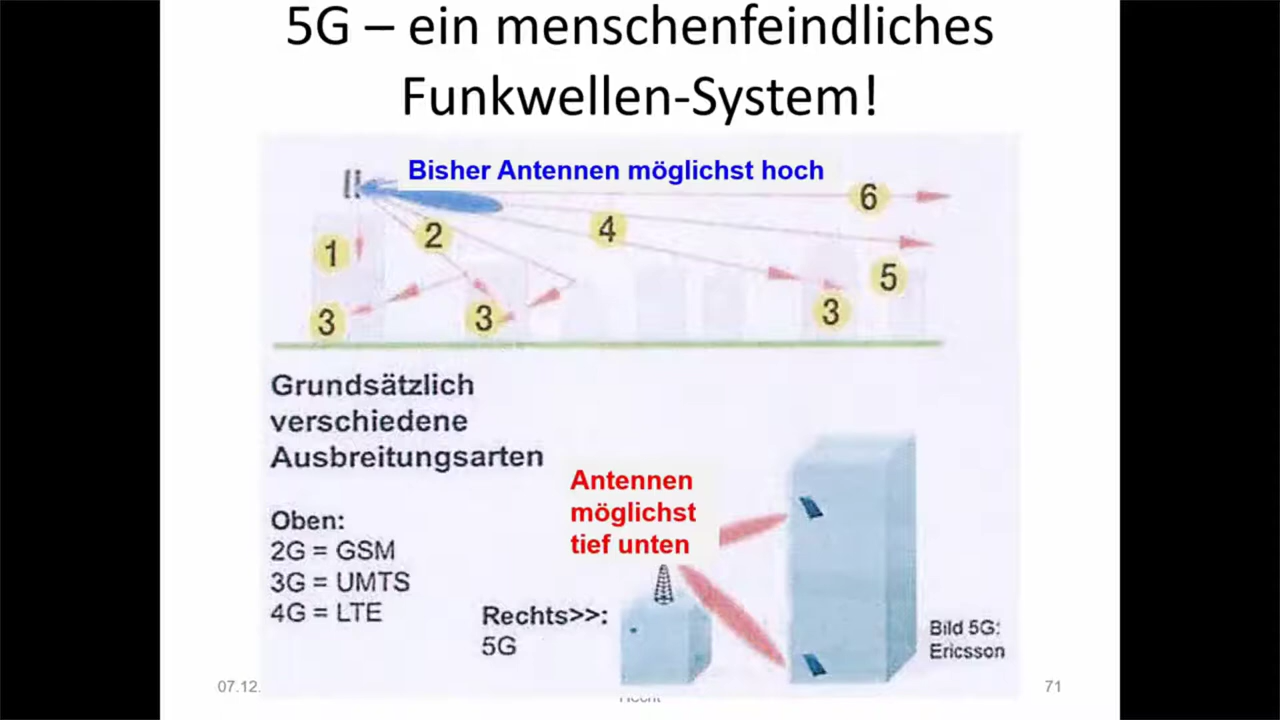 5G – ein menschenfeindliches
Funkwellen-System!
Bisher Antennen möglichst hoch
6
4
2
1
5
3
3
3
Grundsätzlich
verschiedene
Ausbreitungsarten
Antennen
möglichst
tief unten
Oben:
2G = GSM
3G = UMTS
4G = LTE
Rechts>>:
5G
Bild 5G:
Ericsson
07.12.
71